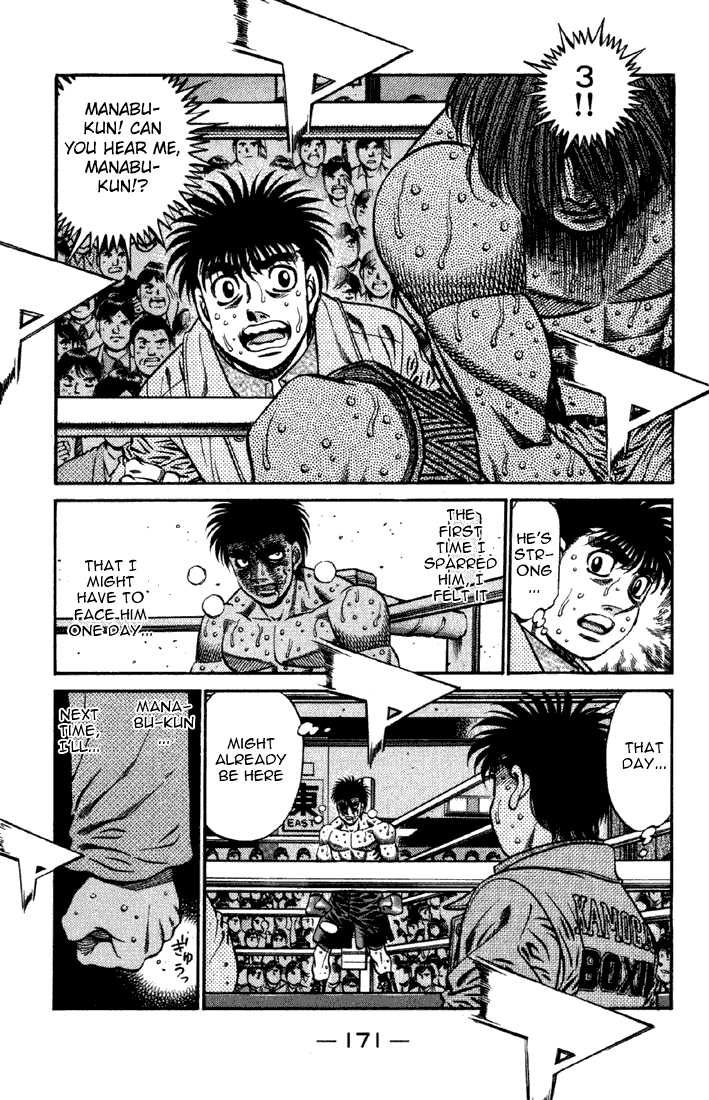 3
!!
MANABU-
KUN! CAN
YOU HEAR ME,
MANABU-
KUN!?
HE'S
STR-
ONG
...
THE
FIRST
TIME I
SPARRED
HIM, I
FELT IT
THAT I
MIGHT
HAVE TO
FACE HIM
ONE DAY...
THAT
DAY...
MIGHT
ALREADY
BE HERE
東
EAST
KAMOGA
BOXI
MANA-
BU-KUN
...
NEXT
TIME,
I'LL...
ぎゅうっ
— 171 —